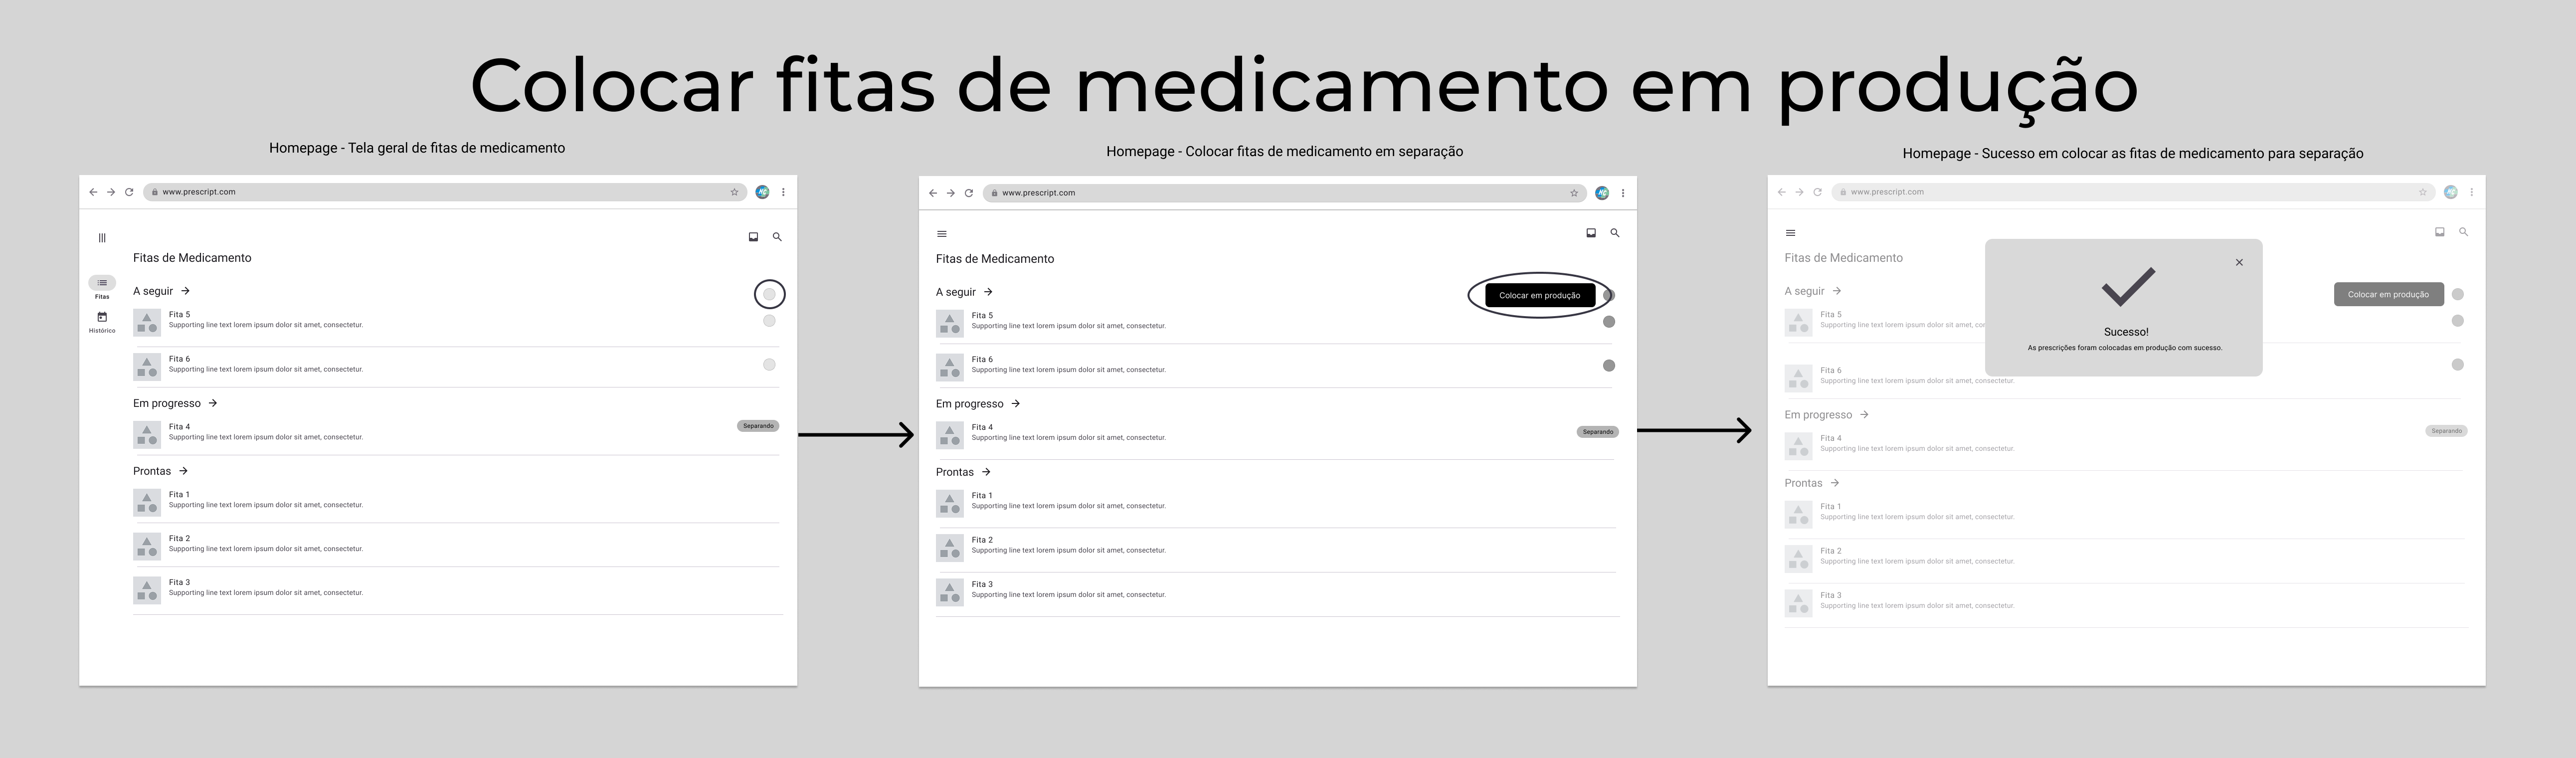 Colocar fitas de medicamento em produção
Homepage - Tela geral de fitas de medicamento
www.prescript.com
Fitas de Medicamento
Fitas
Histórico
A seguir
Fita 5
Supporting line text lorem ipsum dolor sit amet, consectetur.
Fita 6
Supporting line text lorem ipsum dolor sit amet, consectetur.
Em progresso
Fita 4
Supporting line text lorem ipsum dolor sit amet, consectetur.
Separando
Prontas
Fita 1
Supporting line text lorem ipsum dolor sit amet, consectetur.
Fita 2
Supporting line text lorem ipsum dolor sit amet, consectetur.
Fita 3
Supporting line text lorem ipsum dolor sit amet, consectetur.
Homepage - Colocar fitas de medicamento em separação
www.prescript.com
Fitas de Medicamento
A seguir
Colocar em produção
Fita 5
Supporting line text lorem ipsum dolor sit amet, consectetur.
Fita 6
Supporting line text lorem ipsum dolor sit amet, consectetur.
Em progresso
Fita 4
Supporting line text lorem ipsum dolor sit amet, consectetur.
Separando
Prontas
Fita 1
Supporting line text lorem ipsum dolor sit amet, consectetur.
Fita 2
Supporting line text lorem ipsum dolor sit amet, consectetur.
Fita 3
Supporting line text lorem ipsum dolor sit amet, consectetur.
Homepage - Sucesso em colocar as fitas de medicamento para separação
www.prescript.com
Fitas de Medicamento
A seguir
Colocar em produção
Fita 5
Supporting line text lorem ipsum dolor sit amet,
Sucesso!
As prescrições foram colocadas em produção com sucesso.
Fita 6
Supporting line text lorem ipsum dolor sit amet, consectetur.
Em progresso
Fita 4
Supporting line text lorem ipsum dolor sit amet, consectetur.
Separando
Prontas
Fita 1
Supporting line text lorem ipsum dolor sit amet, consectetur.
Fita 2
Supporting line text lorem ipsum dolor sit amet, consectetur.
Fita 3
Supporting line text lorem ipsum dolor sit amet, consectetur.